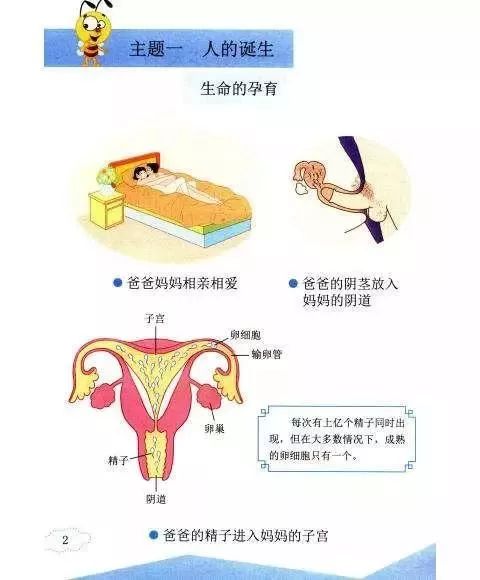 主题一 人的诞生
生命的孕育
爸爸妈妈相亲相爱
爸爸的阴茎放入
妈妈的阴道
子宫
卵细胞
输卵管
卵巢
精子
阴道
每次有上亿个精子同时出
现，但在大多数情况下，成熟
的卵细胞只有一个。
爸爸的精子进入妈妈的子宫
2